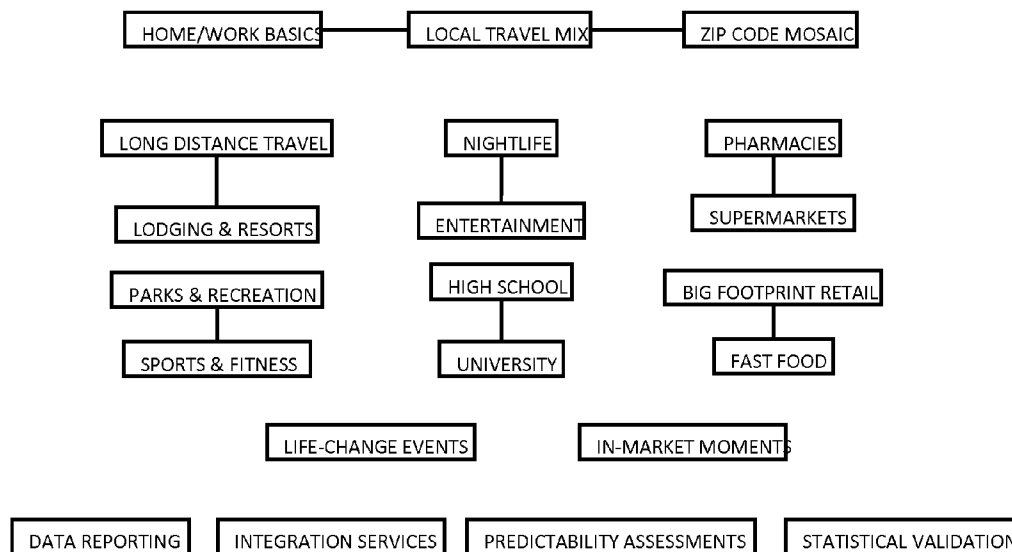 HOME/WORK BASICS
LOCAL TRAVEL MIX
ZIP CODE MOSAIC
LONG DISTANCE TRAVEL
NIGHTLIFE
PHARMACIES
LODGING & RESORTS
ENTERTAINMENT
SUPERMARKETS
PARKS & RECREATION
HIGH SCHOOL
BIG FOOTPRINT RETAIL
SPORTS & FITNESS
UNIVERSITY
FAST FOOD
LIFE-CHANGE EVENTS
IN-MARKET MOMENTS
DATA REPORTING
INTEGRATION SERVICES
PREDICTABILITY ASSESSMENTS
STATISTICAL VALIDATION